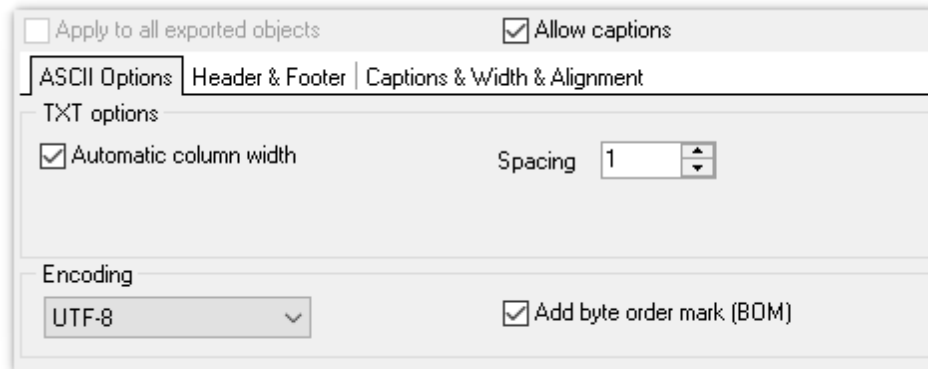 Apply to all exported objects Allow captions
ASCII Options Header & Footer Captions & Width & Alignment
TXT options
Automatic column width Spacing 1
Encoding
UTF-8 Add byte order mark (BOM)